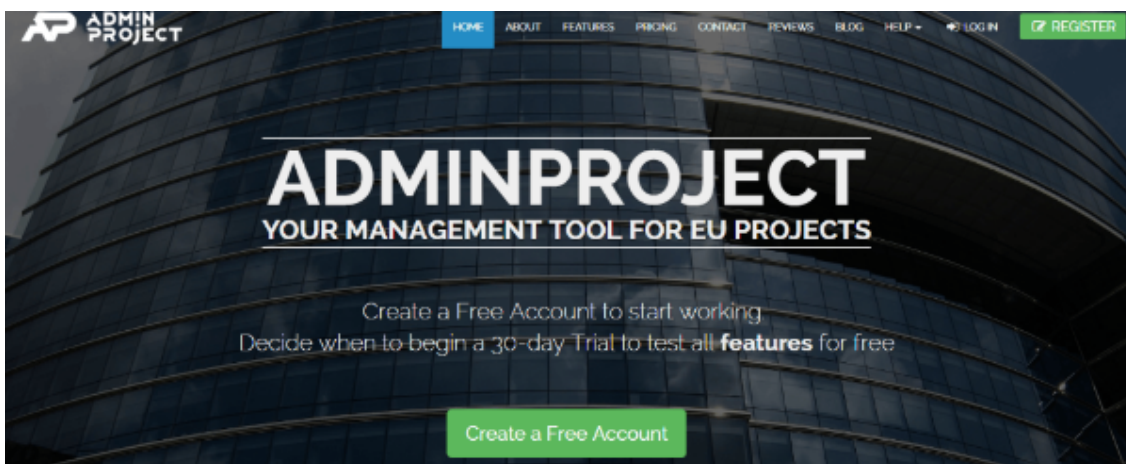 ADMIN
PROJECT
HOME ABOUT FEATURES PRICING CONTACT REVIEWS BLOG HELP LOG IN REGISTER
ADMINPROJECT
YOUR MANAGEMENT TOOL FOR EU PROJECTS
Create a Free Account to start working
Decide when to begin a 30-day Trial to test all features for free
Create a Free Account